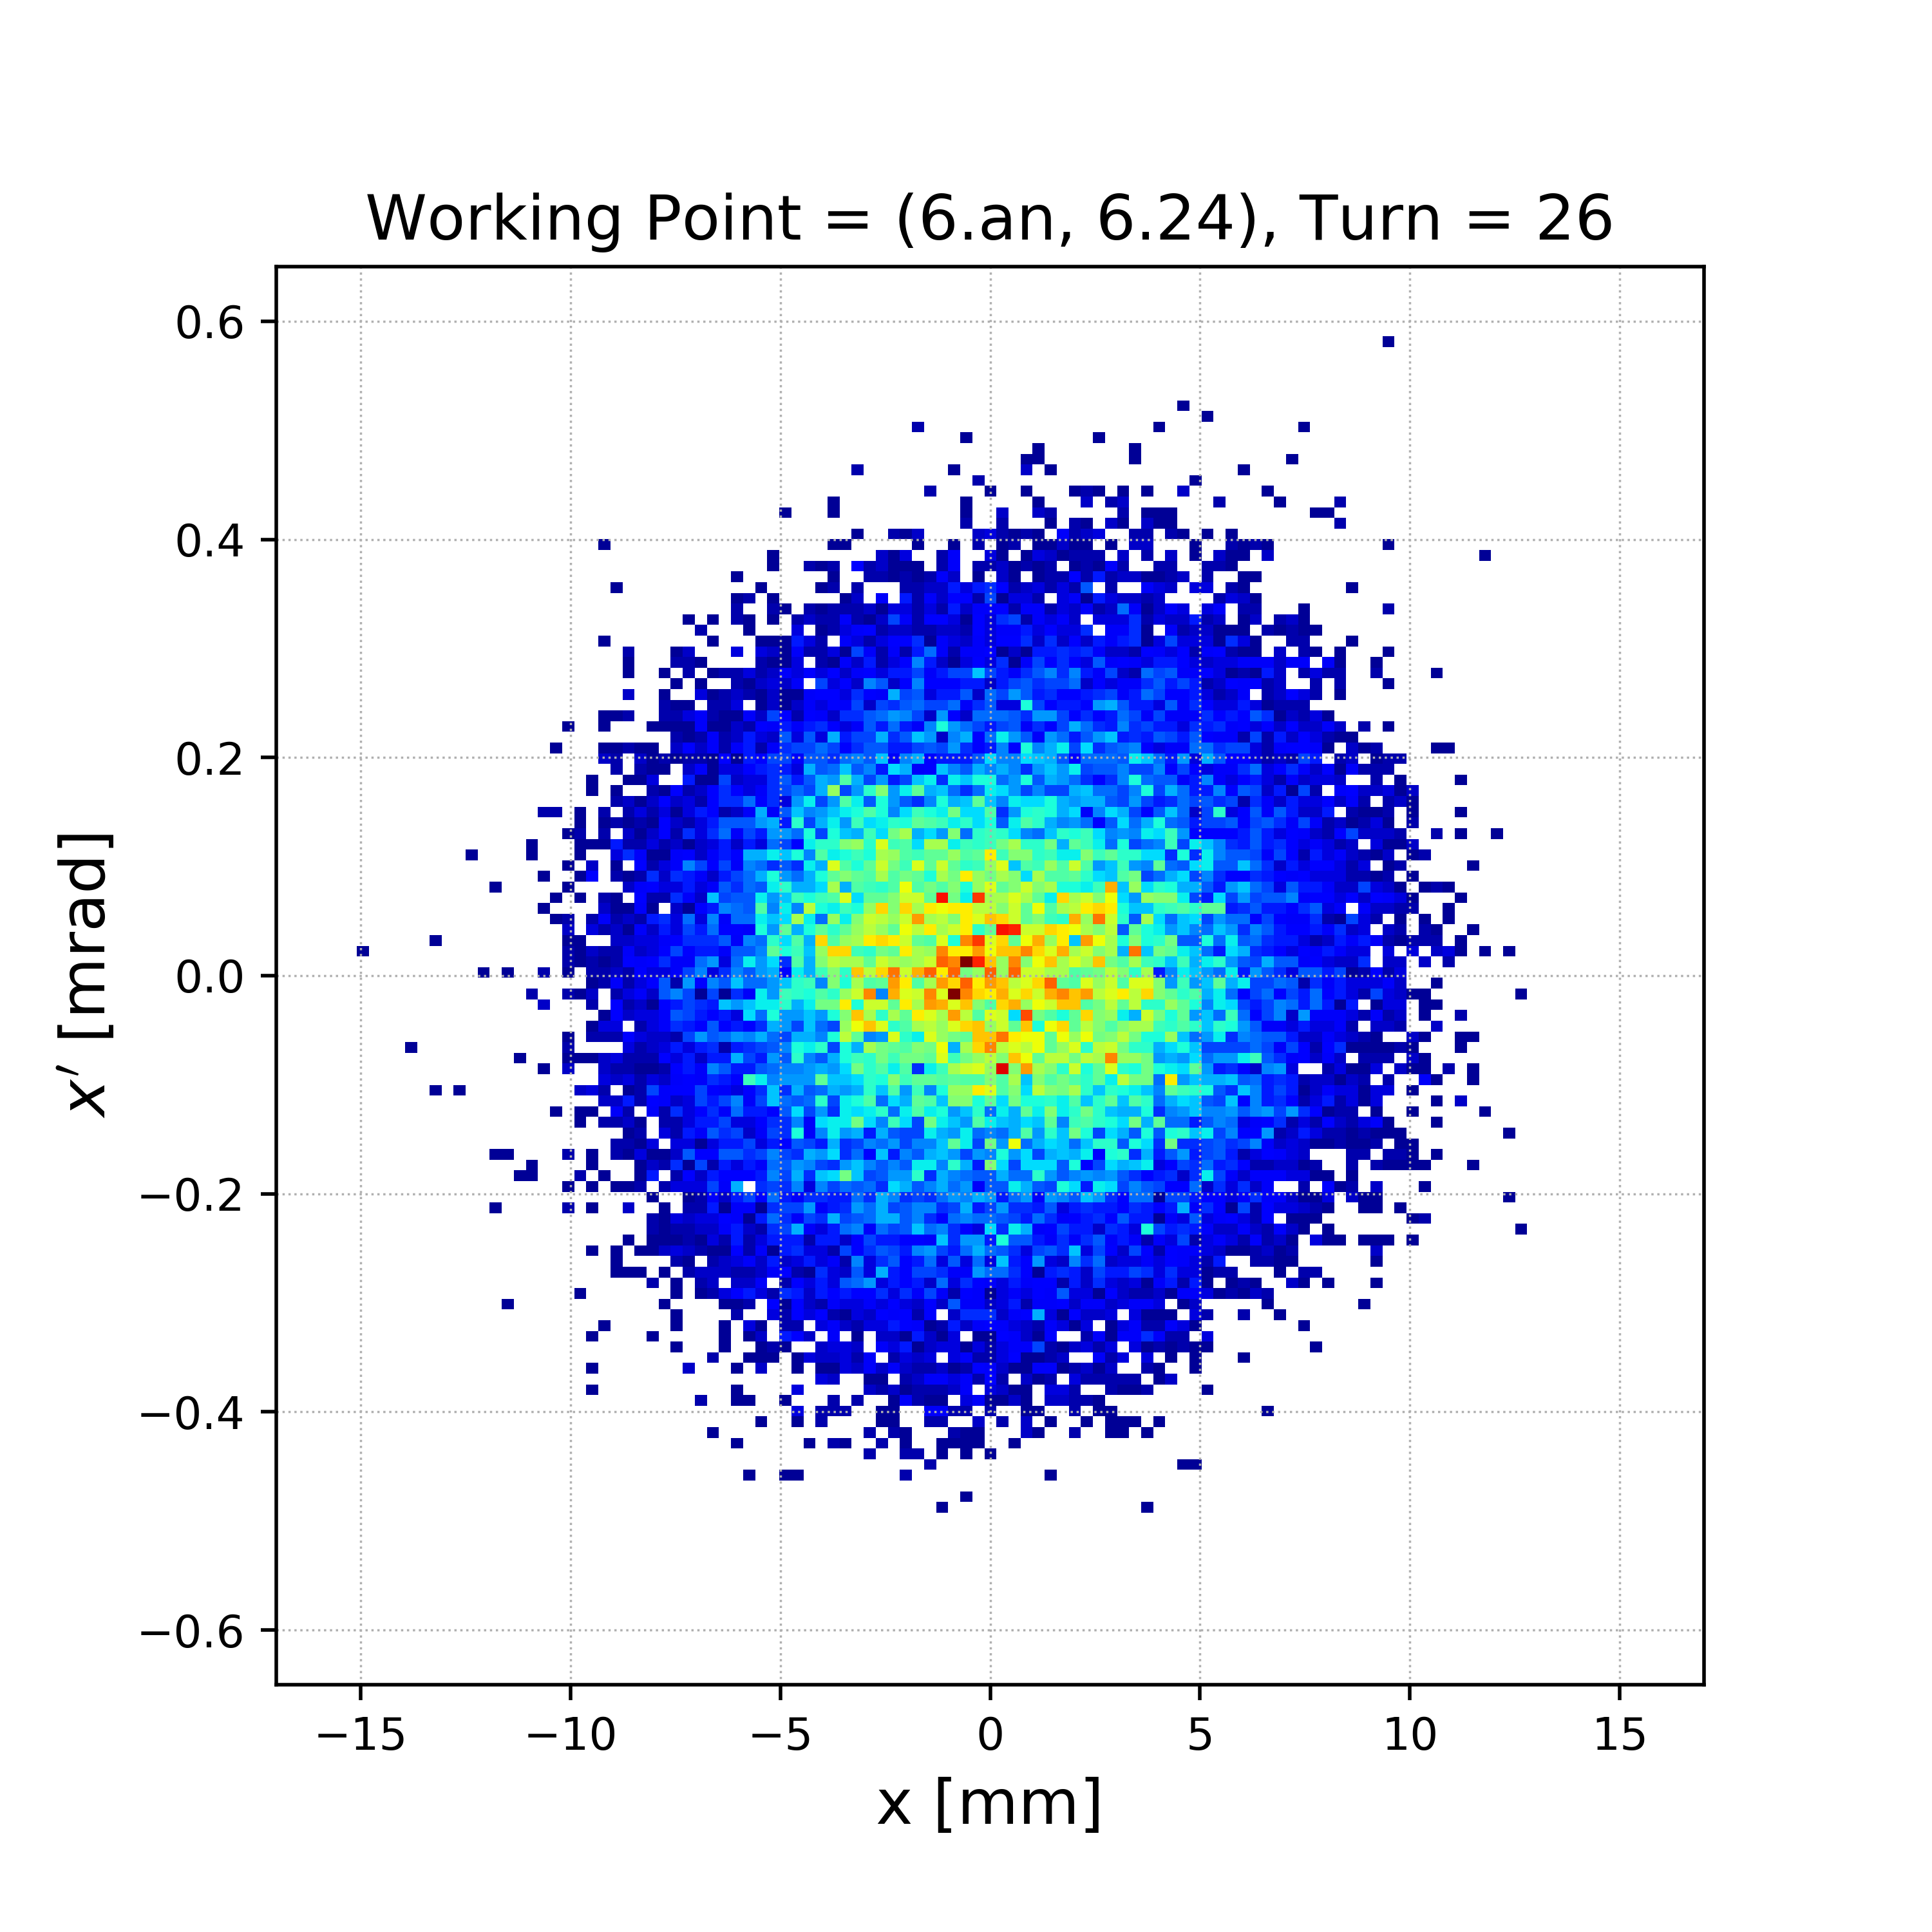 Working Point = (6.an, 6.24), Turn = 26
0.6
0.4
0.2
0.0
−0.2
−0.4
−0.6
x′ [mrad]
−15 −10 −5 0 5 10 15
x [mm]